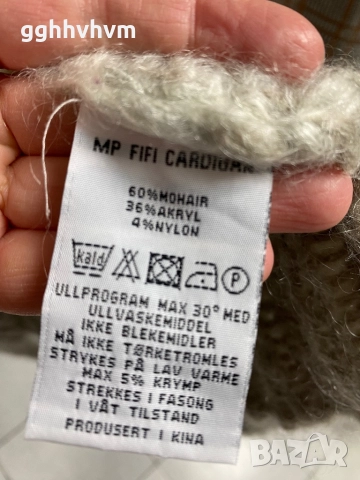 gghhvhvm
MP FIFI CARDIGAN
60%MOHAIR
36%AKRYL
4%NYLON
kald
P
ULLPROGRAM MAX 30° MED
ULLVASKEMIDDEL
IKKE BLEKEMIDLER
MÅ IKKE TØRKETROMLES
STRYKES PÅ LAV VARME
MAX 5% KRYMP
STREKKES I FASONG
I VÅT TILSTAND
PRODUSERT I KINA
bazar